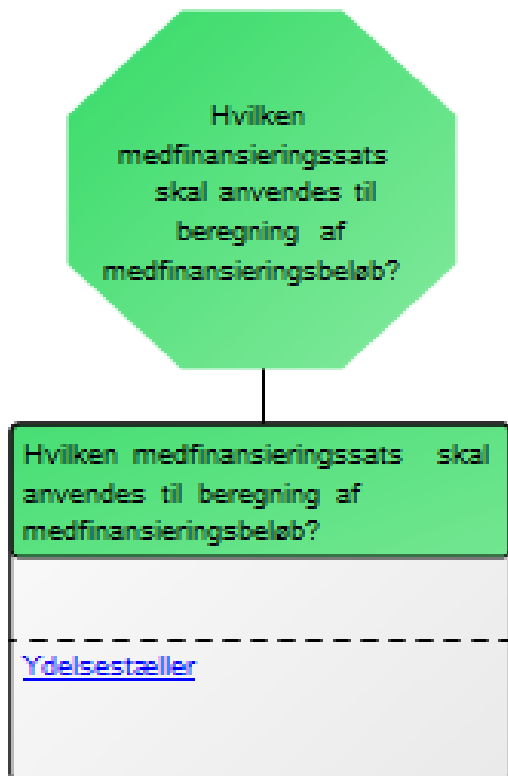 Hvilken
medfinansieringssats
skal anvendes til
beregning af
medfinansieringsbeløb?
Hvilken medfinansieringssats skal
anvendes til beregning af
medfinansieringsbeløb?
Ydelsestæller